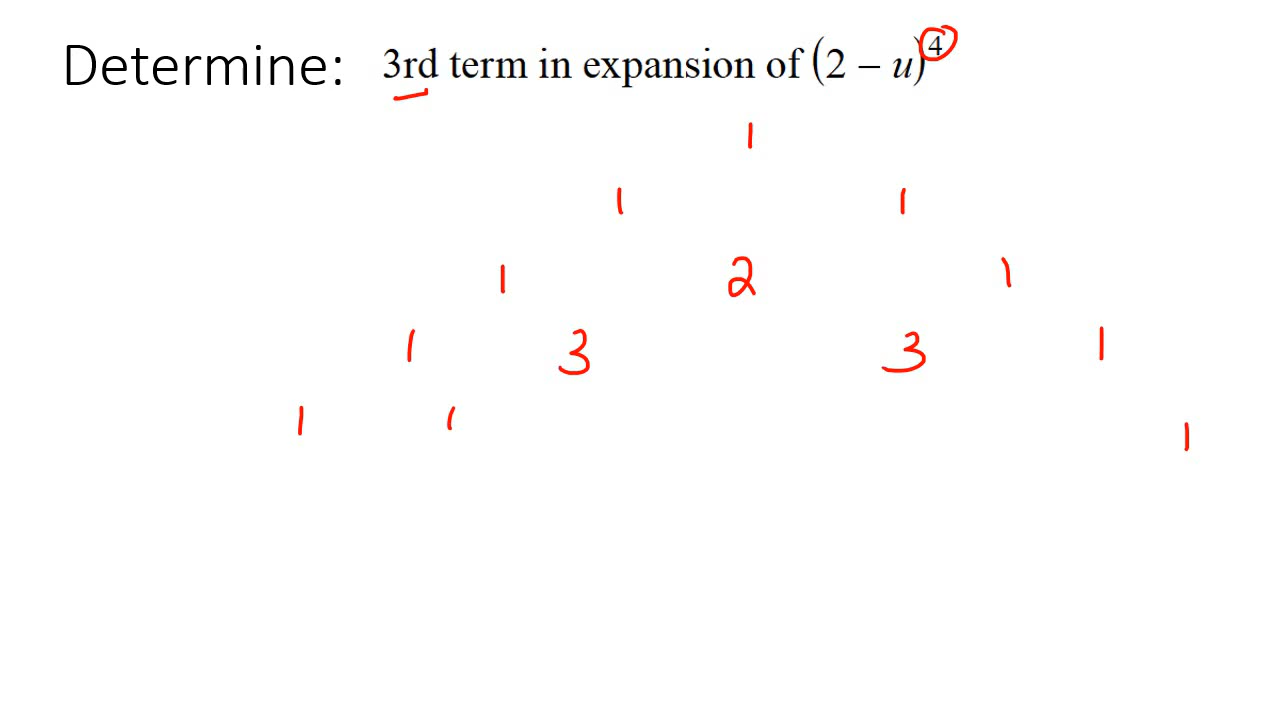 Determine: 3rd term in expansion of (2 − u)⁴
1
1 1
1 2 1
1 3 3 1
1 1 1